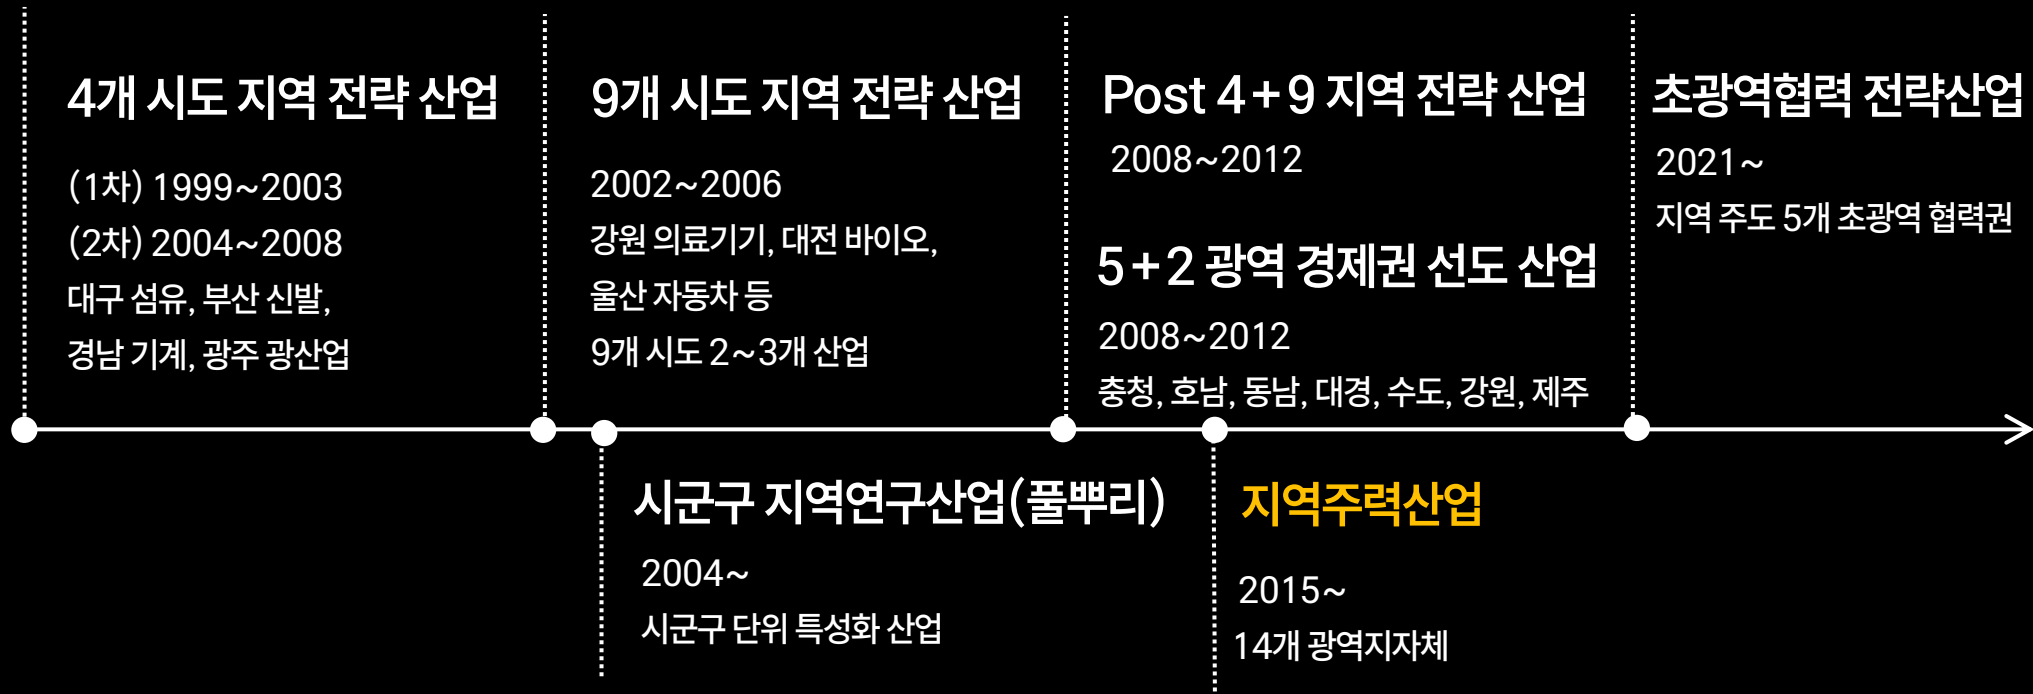 4개 시도 지역 전략 산업
(1차) 1999~2003
(2차) 2004~2008
대구 섬유, 부산 신발,
경남 기계, 광주 광산업
9개 시도 지역 전략 산업
2002~2006
강원 의료기기, 대전 바이오,
울산 자동차 등
9개 시도 2~3개 산업
Post 4+9 지역 전략 산업
2008~2012
5+2 광역 경제권 선도 산업
2008~2012
충청, 호남, 동남, 대경, 수도, 강원, 제주
초광역협력 전략산업
2021~
지역 주도 5개 초광역 협력권
시군구 지역연구산업(풀뿌리)
2004~
시군구 단위 특성화 산업
지역주력산업
2015~
14개 광역지자체